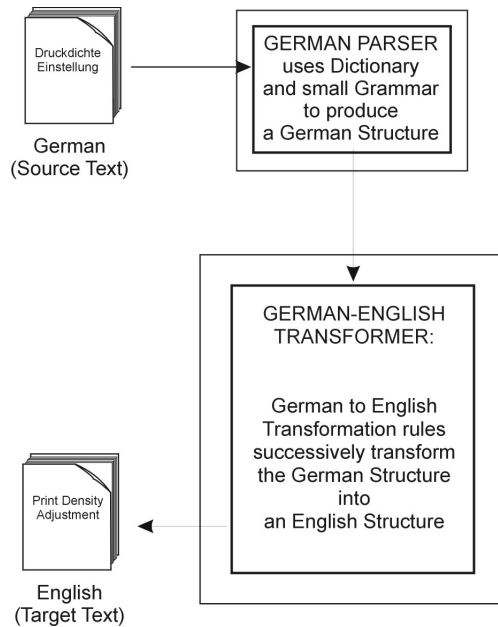 Druckdichte
Einstellung
German
(Source Text)
GERMAN PARSER
uses Dictionary
and small Grammar
to produce
a German Structure
GERMAN-ENGLISH
TRANSFORMER:
German to English
Transformation rules
successively transform
the German Structure
into
an English Structure
Print Density
Adjustment
English
(Target Text)